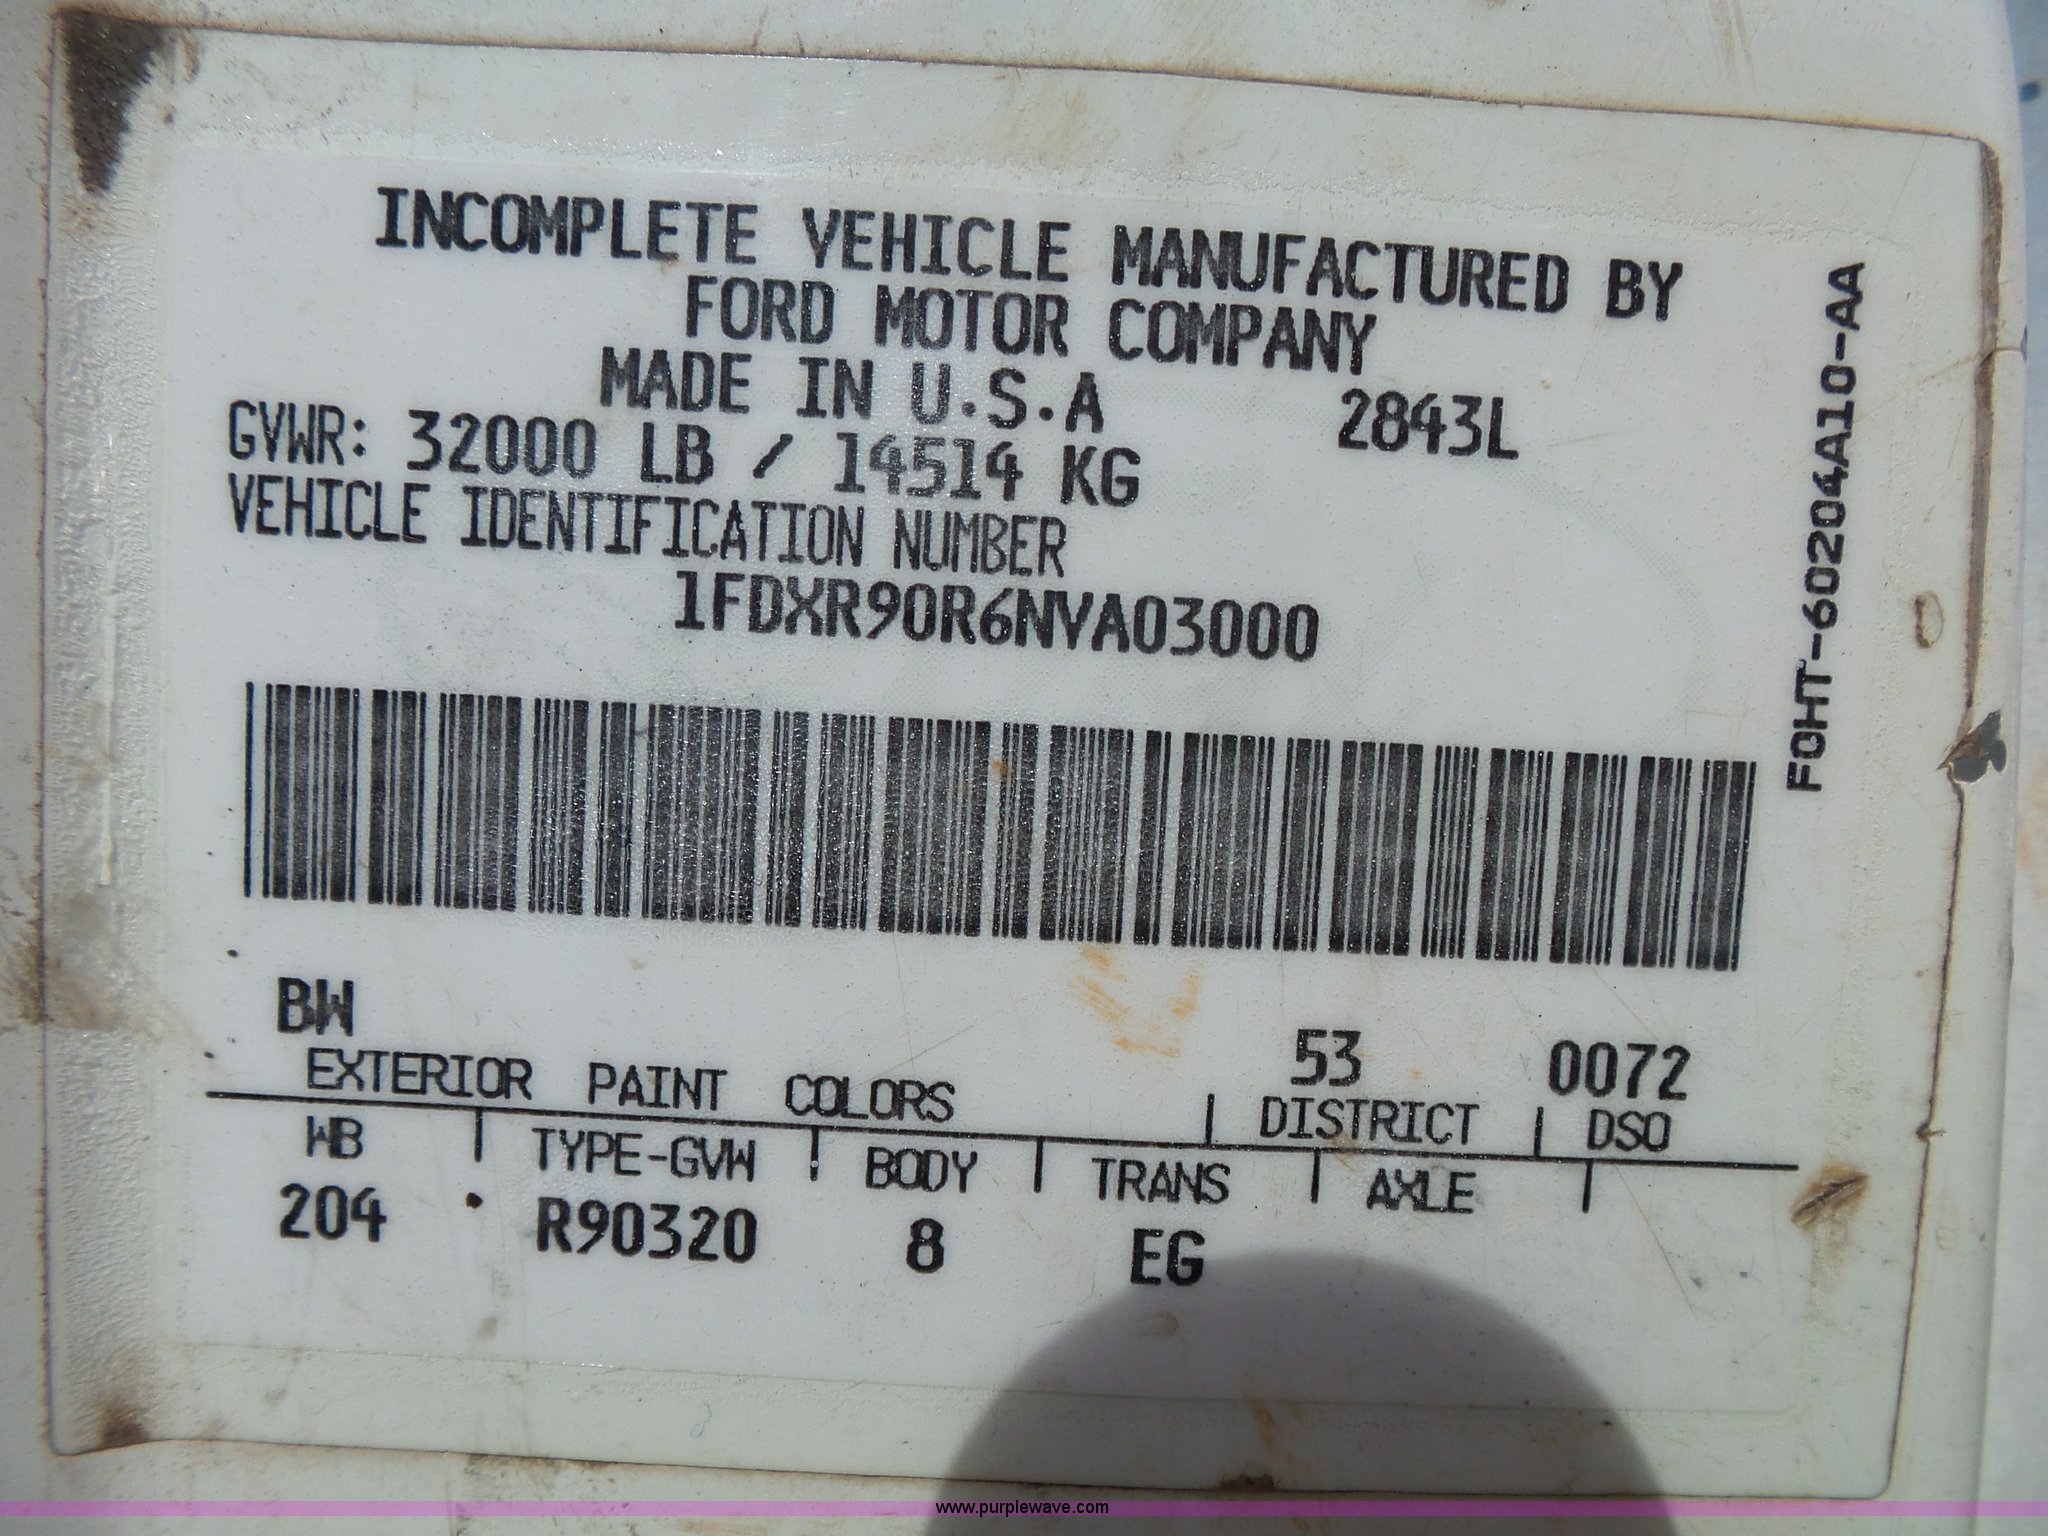 INCOMPLETE VEHICLE MANUFACTURED BY
FORD MOTOR COMPANY
MADE IN U.S.A 2843L
GVWR: 32000 LB / 14514 KG
VEHICLE IDENTIFICATION NUMBER
1FDXR90R6NVA03000
F0HT-60204A10-AA
BW 53 0072
EXTERIOR PAINT COLORS | DISTRICT | DSO
WB | TYPE-GVW | BODY | TRANS | AXLE |
204 R90320 8 EG
www.purplewave.com